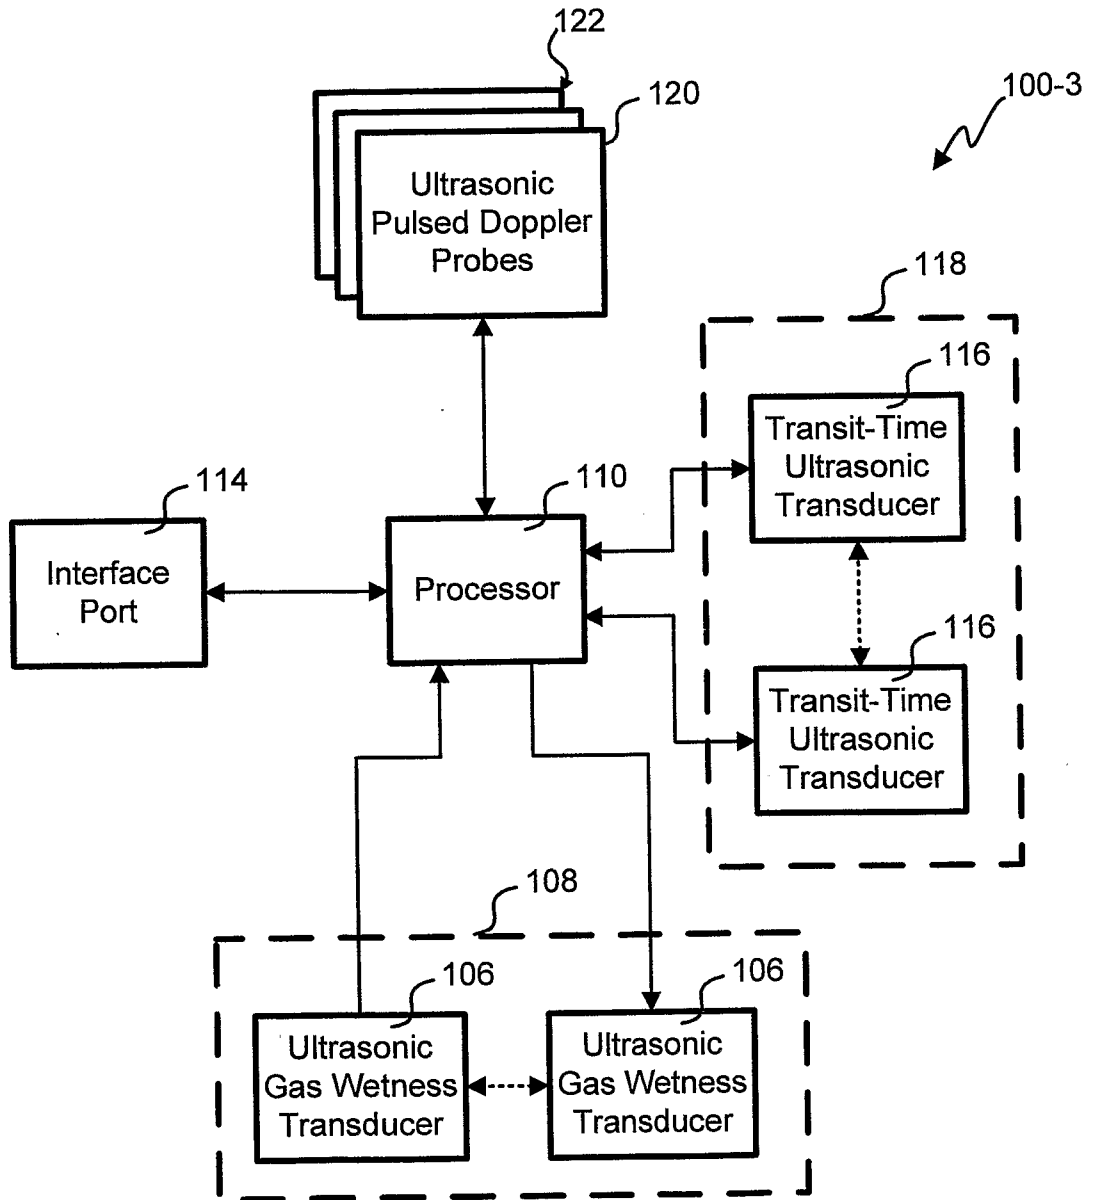 122
120
100-3
Ultrasonic
Pulsed Doppler
Probes
118
116
Transit-Time
Ultrasonic
Transducer
114
110
Interface
Port
Processor
116
Transit-Time
Ultrasonic
Transducer
108
106
106
Ultrasonic
Gas Wetness
Transducer
Ultrasonic
Gas Wetness
Transducer